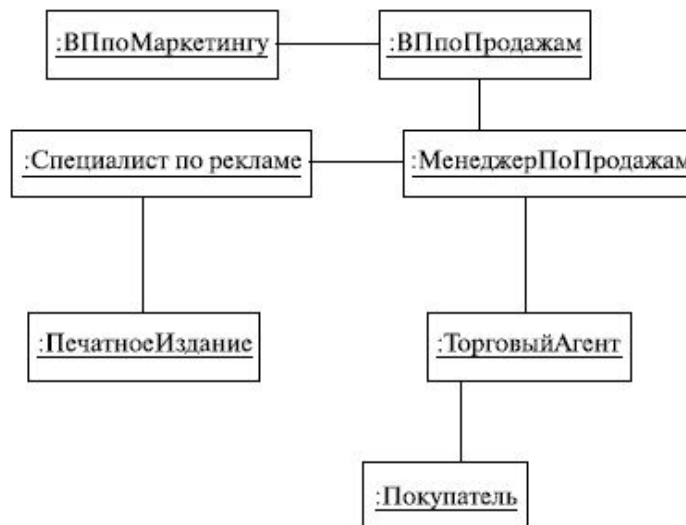 :ВПпоМаркетингу
:ВПпоПродажам
:Специалист по рекламе
:МенеджерПоПродажам
:ПечатноеИздание
:ТорговыйАгент
:Покупатель